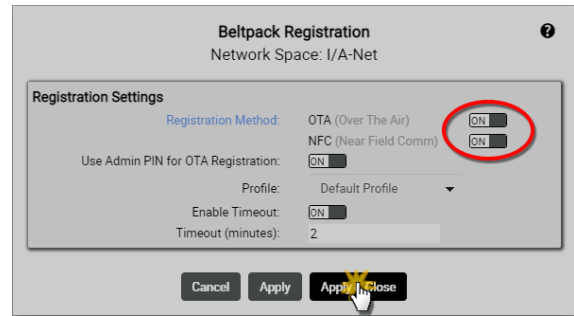 Beltpack Registration
Network Space: I/A-Net
Registration Settings
Registration Method: OTA (Over The Air) ON
NFC (Near Field Comm) ON
Use Admin PIN for OTA Registration: ON
Profile: Default Profile
Enable Timeout: ON
Timeout (minutes): 2
Cancel Apply Apply Close